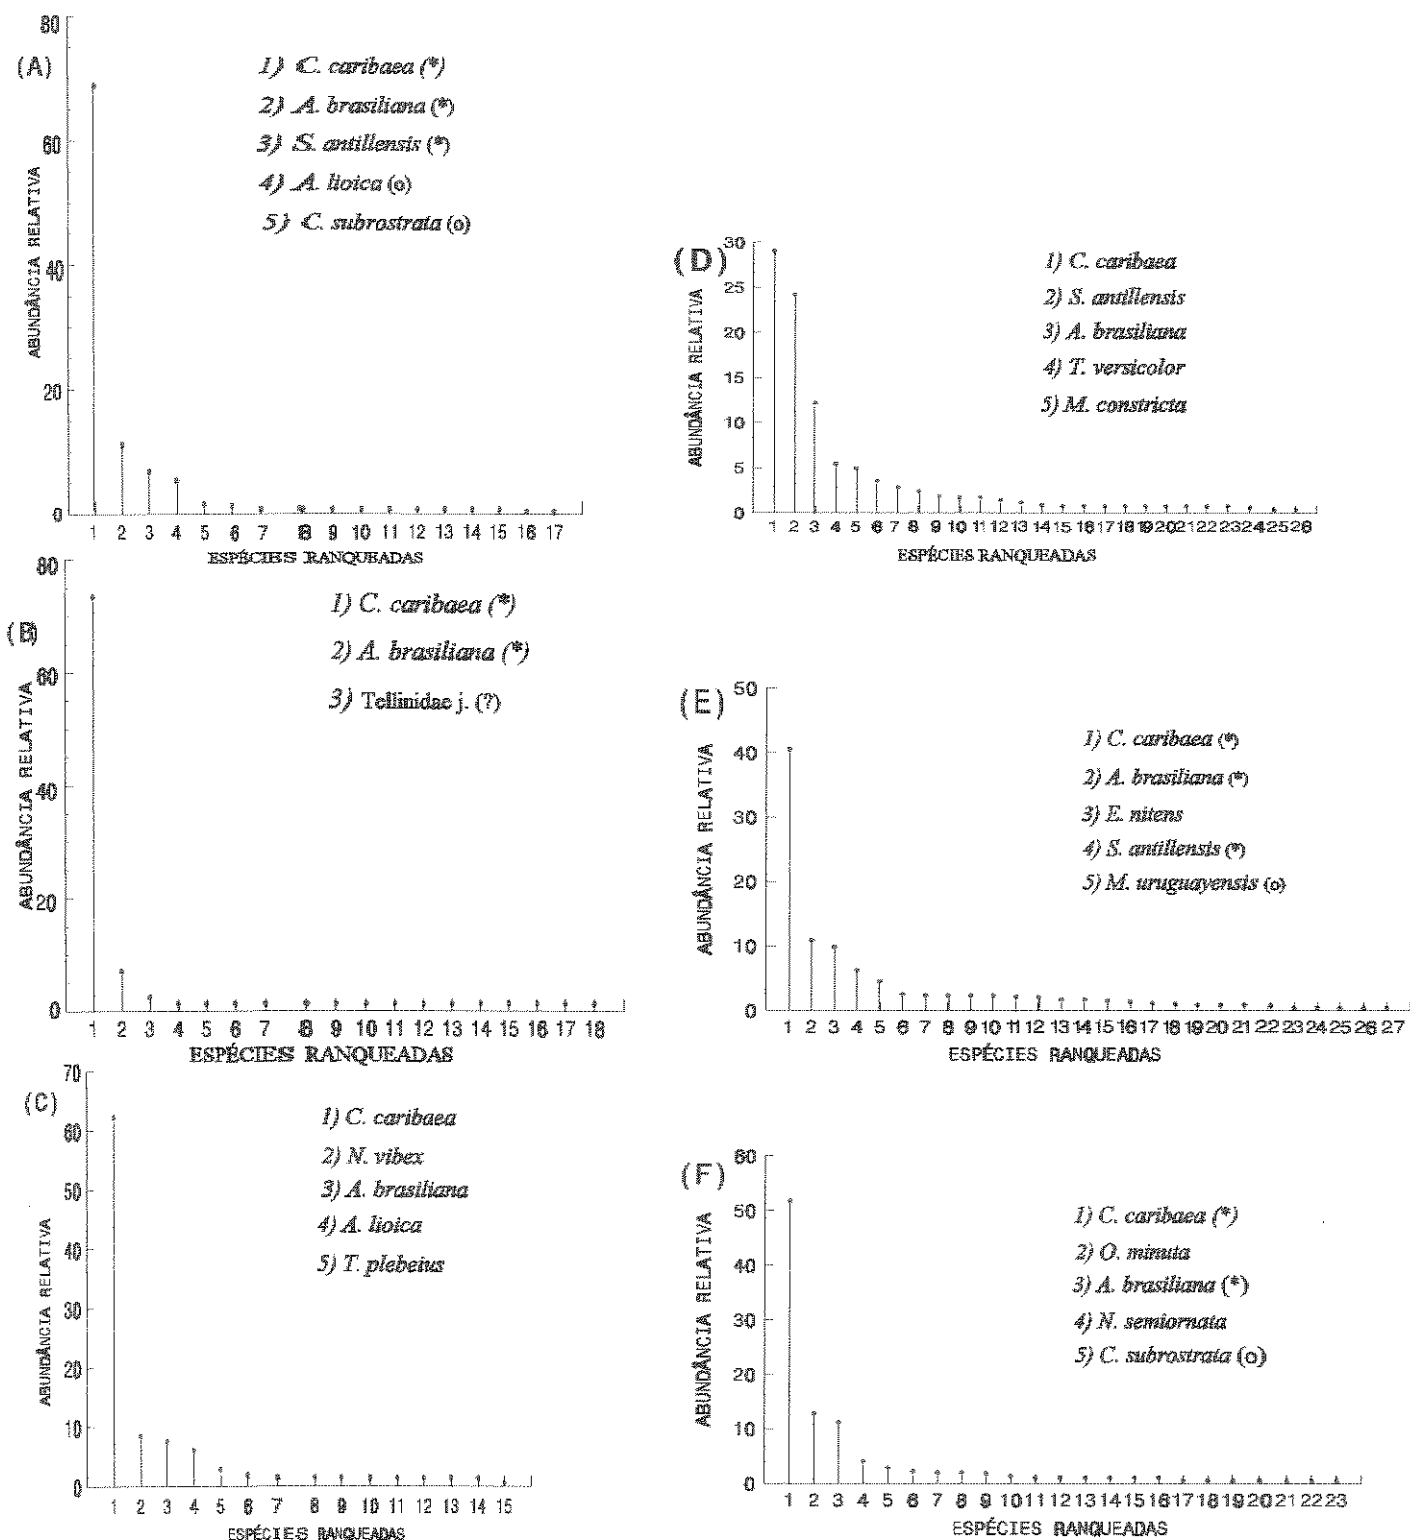 (A)
80
60
40
20
0
ABUNDÂNCIA RELATIVA
1) C. caribaea (*)
2) A. brasiliana (*)
3) S. antillensis (*)
4) A. lioica (o)
5) C. subrostrata (o)
1 2 3 4 5 6 7 8 9 10 11 12 13 14 15 16 17
ESPÉCIES RANQUEADAS
(B)
80
60
40
20
0
ABUNDÂNCIA RELATIVA
1) C. caribaea (*)
2) A. brasiliana (*)
3) Tellinidae j. (?)
1 2 3 4 5 6 7 8 9 10 11 12 13 14 15 16 17 18
ESPÉCIES RANQUEADAS
(C)
70
60
50
40
30
20
10
0
ABUNDÂNCIA RELATIVA
1) C. caribaea
2) N. vibex
3) A. brasiliana
4) A. lioica
5) T. plebeius
1 2 3 4 5 6 7 8 9 10 11 12 13 14 15
ESPÉCIES RANQUEADAS
(D)
30
25
20
15
10
5
0
ABUNDÂNCIA RELATIVA
1) C. caribaea
2) S. antillensis
3) A. brasiliana
4) T. versicolor
5) M. constricta
1 2 3 4 5 6 7 8 9 10 11 12 13 14 15 16 17 18 19 20 21 22 23 24 25 26
ESPÉCIES RANQUEADAS
(E)
50
40
30
20
10
0
ABUNDÂNCIA RELATIVA
1) C. caribaea (*)
2) A. brasiliana (*)
3) E. nitens
4) S. antillensis (*)
5) M. uruguayensis (o)
1 2 3 4 5 6 7 8 9 10 11 12 13 14 15 16 17 18 19 20 21 22 23 24 25 26 27
ESPÉCIES RANQUEADAS
(F)
60
50
40
30
20
10
0
ABUNDÂNCIA RELATIVA
1) C. caribaea (*)
2) O. minuta
3) A. brasiliana (*)
4) N. semiornata
5) C. subrostrata (o)
1 2 3 4 5 6 7 8 9 10 11 12 13 14 15 16 17 18 19 20 21 22 23
ESPÉCIES RANQUEADAS